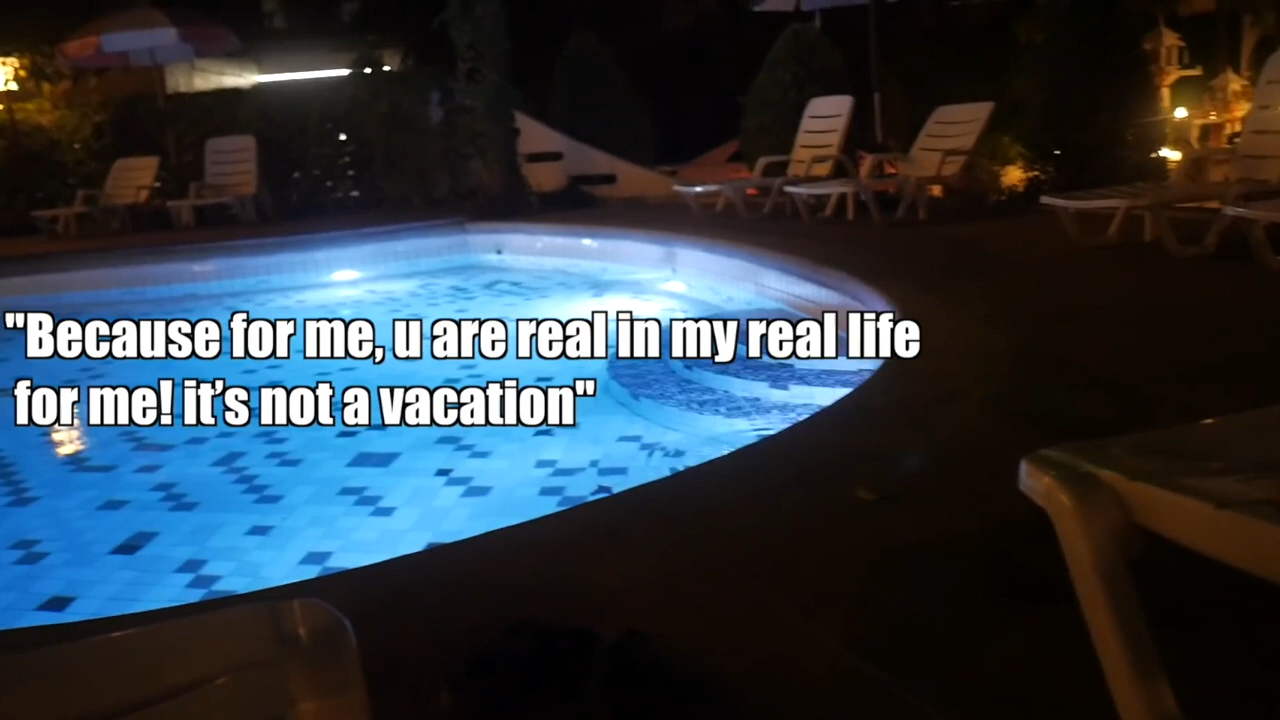 "Because for me, u are real in my real life
for me! it’s not a vacation"